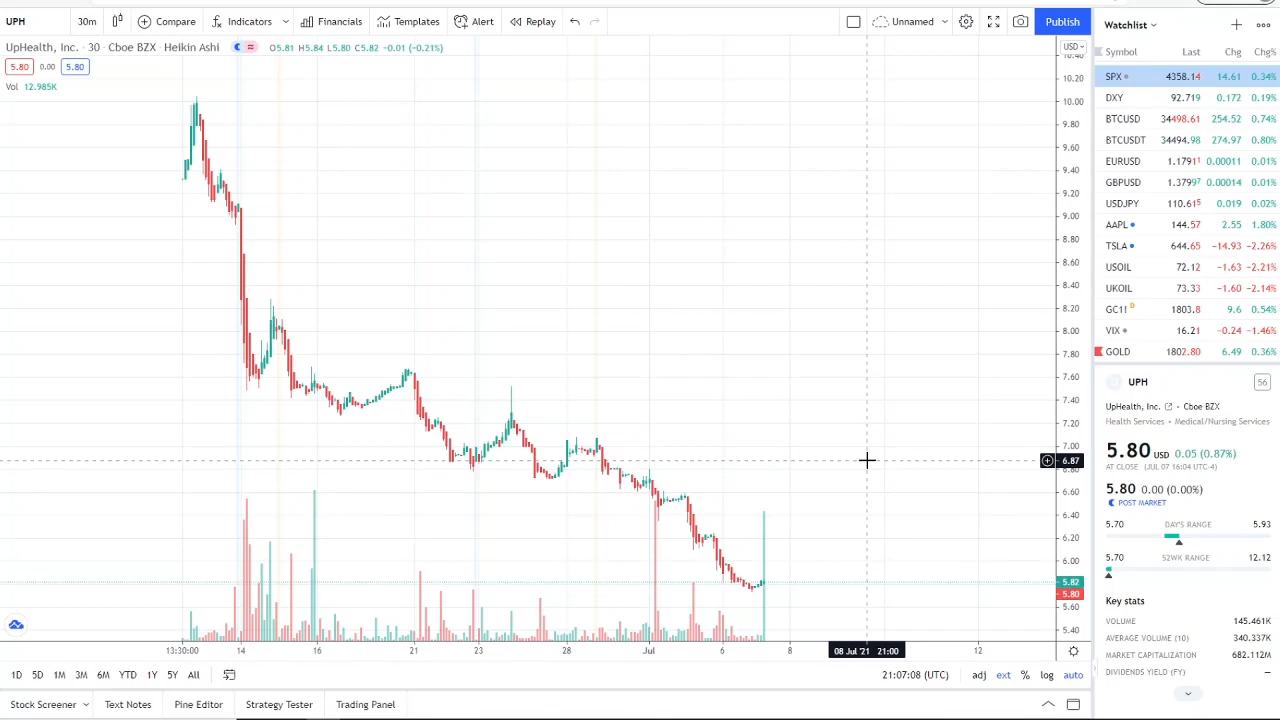 UPH 30m Compare Indicators Financials Templates Alert Replay Unnamed Publish
UpHealth, Inc. · 30 · Cboe BZX · Heikin Ashi O5.81 H5.84 L5.80 C5.82 −0.01 (−0.21%)
5.80 0.00 5.80
Vol 12.985K
USD
10.40
10.20
10.00
9.80
9.60
9.40
9.20
9.00
8.80
8.60
8.40
8.20
8.00
7.80
7.60
7.40
7.20
7.00
6.87
6.80
6.60
6.40
6.20
6.00
5.82
5.80
5.60
5.40
13:30:00 14 16 21 23 28 Jul 6 8 08 Jul '21 21:00 12
1D 5D 1M 3M 6M YTD 1Y 5Y All 21:07:08 (UTC) adj ext % log auto
Stock Screener Text Notes Pine Editor Strategy Tester Trading Panel
Watchlist
Symbol Last Chg Chg%
SPX 4358.14 14.61 0.34%
DXY 92.719 0.172 0.19%
BTCUSD 34498.61 254.52 0.74%
BTCUSDT 34494.98 274.97 0.80%
EURUSD 1.17911 0.00011 0.01%
GBPUSD 1.37997 0.00014 0.01%
USDJPY 110.615 0.019 0.02%
AAPL 144.57 2.55 1.80%
TSLA 644.65 −14.93 −2.26%
USOIL 72.12 −1.63 −2.21%
UKOIL 73.33 −1.60 −2.14%
GC1! D 1803.8 9.6 0.54%
VIX 16.21 −0.24 −1.46%
GOLD 1802.80 6.49 0.36%
UPH 56
UpHealth, Inc. · Cboe BZX
Health Services · Medical/Nursing Services
5.80 USD 0.05 (0.87%)
AT CLOSE (JUL 07 16:04 UTC-4)
5.80 0.00 (0.00%)
POST MARKET
5.70 DAY'S RANGE 5.93
5.70 52WK RANGE 12.12
Key stats
VOLUME 145.461K
AVERAGE VOLUME (10) 340.337K
MARKET CAPITALIZATION 682.112M
DIVIDENDS YIELD (FY) —